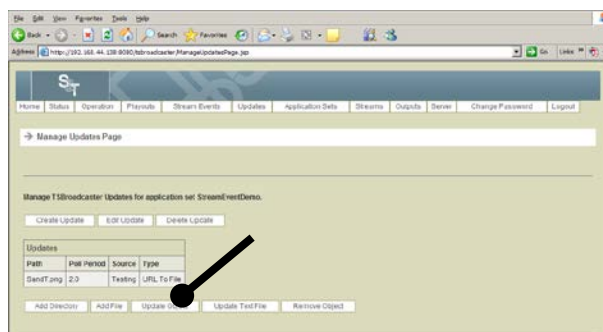 File Edit View Favorites Tools Help
Back Search Favorites
Address http://192.168.44.139:8080/tsbroadcaster/ManageUpdatesPage.jsp Go Links
S&T
Home Status Operation Playouts Stream Events Updates Application Sets Streams Outputs Server Change Password Logout
Manage Updates Page
Manage TSBroadcaster Updates for application set StreamEventDemo.
Create Update Edit Update Delete Update
Updates
Path Poll Period Source Type
SendT.png 2.0 Testing URL To File
Add Directory Add File Update Update Text File Remove Object